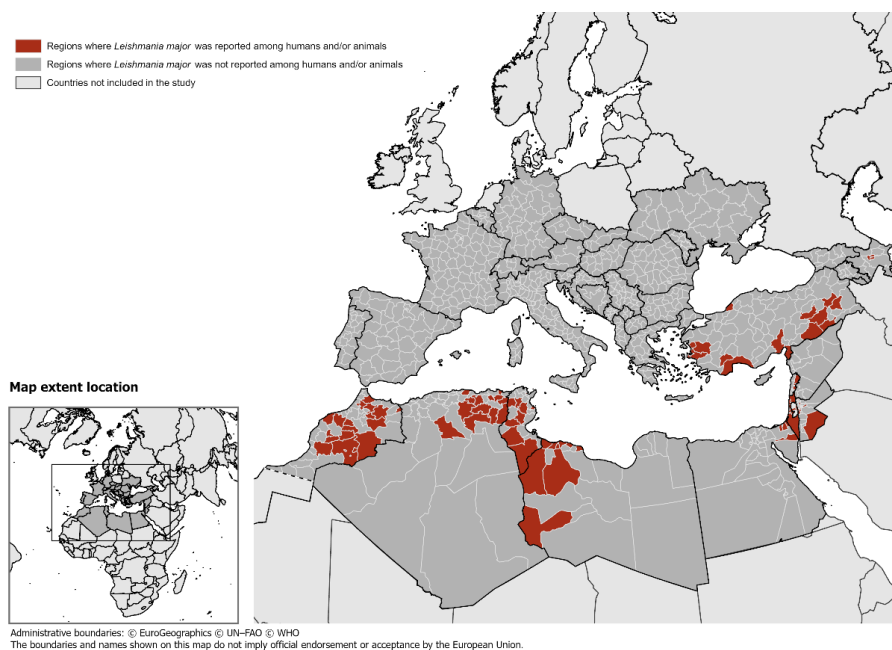 Regions where Leishmania major was reported among humans and/or animals
Regions where Leishmania major was not reported among humans and/or animals
Countries not included in the study
Map extent location
Administrative boundaries: © EuroGeographics © UN–FAO © WHO
The boundaries and names shown on this map do not imply official endorsement or acceptance by the European Union.